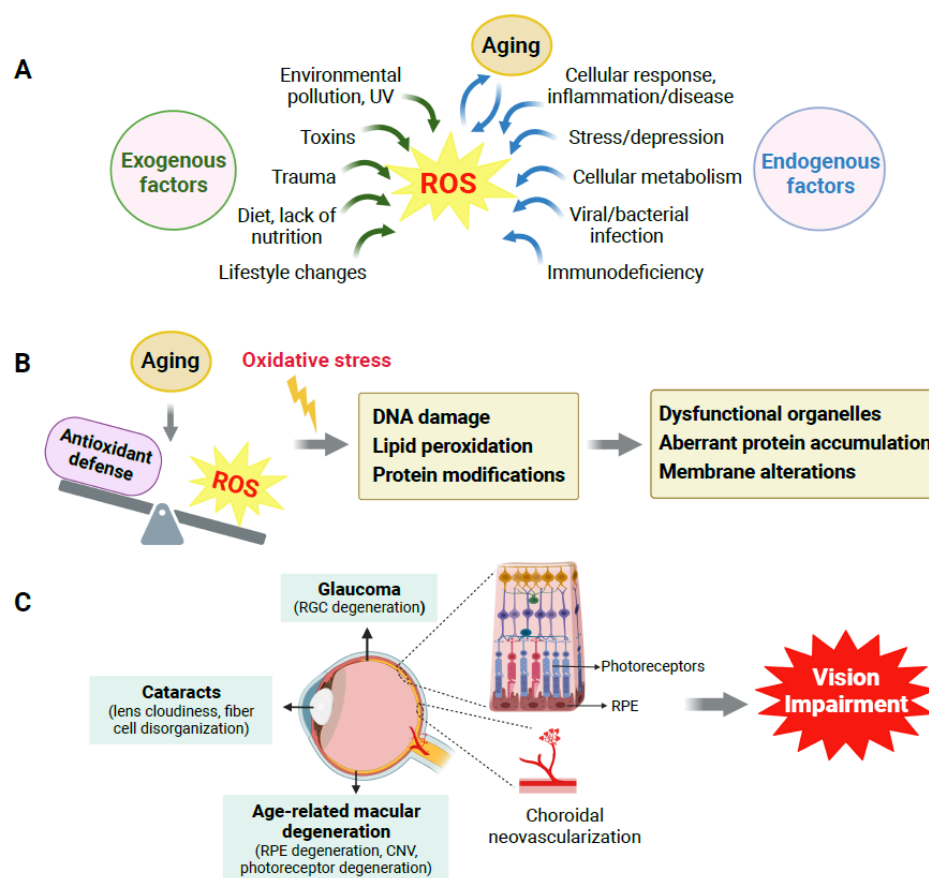 A
Aging
Exogenous
factors
Environmental
pollution, UV
Toxins
Trauma
Diet, lack of
nutrition
Lifestyle changes
ROS
Cellular response,
inflammation/disease
Stress/depression
Cellular metabolism
Viral/bacterial
infection
Immunodeficiency
Endogenous
factors
B
Aging
Antioxidant
defense
ROS
Oxidative stress
DNA damage
Lipid peroxidation
Protein modifications
Dysfunctional organelles
Aberrant protein accumulation
Membrane alterations
C
Glaucoma
(RGC degeneration)
Cataracts
(lens cloudiness, fiber
cell disorganization)
Age-related macular
degeneration
(RPE degeneration, CNV,
photoreceptor degeneration)
Photoreceptors
RPE
Choroidal
neovascularization
Vision
Impairment